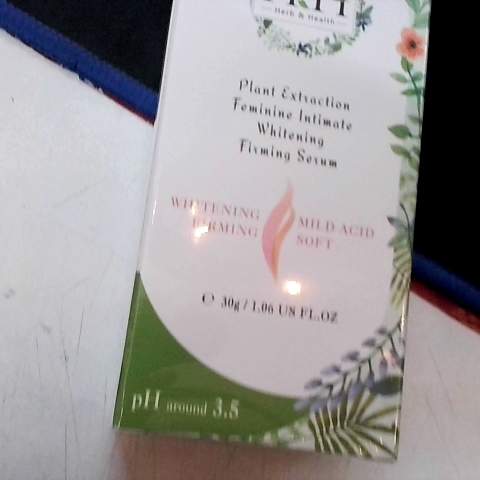 Herb & Health
Plant Extraction
Feminine Intimate
Whitening
Firming Serum
WHITENING MILD ACID
FIRMING SOFT
℮ 30g / 1.06 US FL.OZ
pH around 3.5